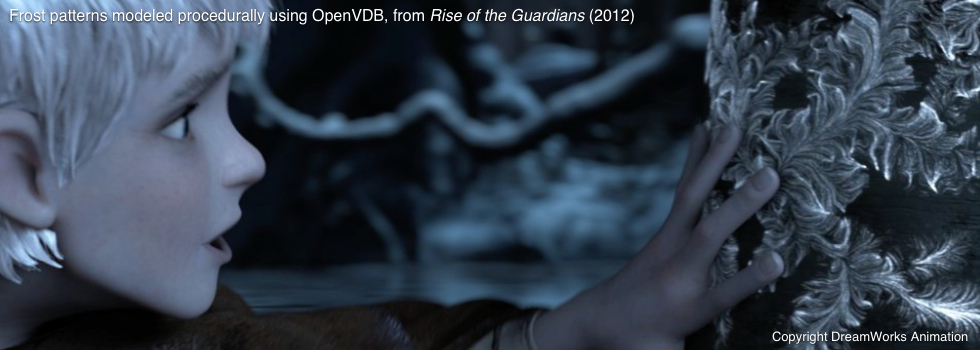 Frost patterns modeled procedurally using OpenVDB, from Rise of the Guardians (2012)
Copyright DreamWorks Animation